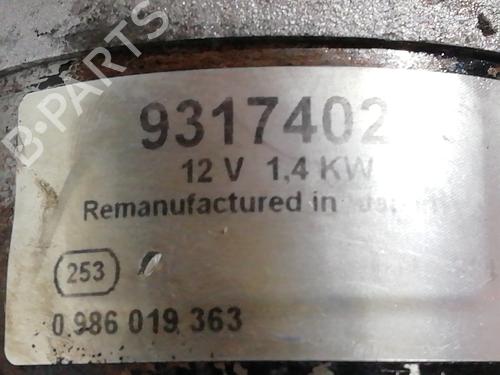 B-PARTS
9317402
12 V 1,4 KW
Remanufactured in
253
0 986 019 363